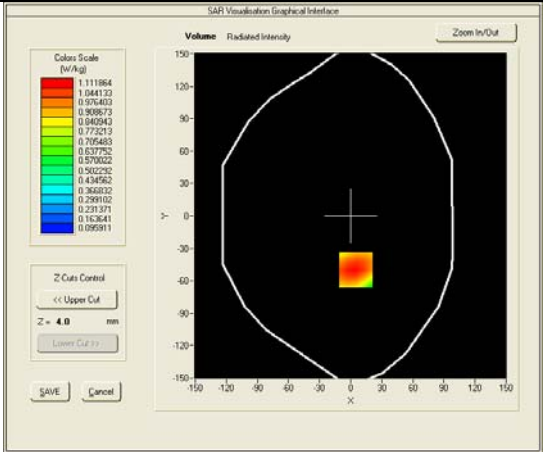 SAR Visualisation Graphical Interface
Volume Radiated Intensity
Zoom In/Out
Colors Scale
(W/kg)
1.111864
1.044133
0.976403
0.908673
0.840943
0.773213
0.705483
0.637752
0.570022
0.502292
0.434562
0.366832
0.299102
0.231371
0.163641
0.095911
Z-Cuts Control
<< Upper Cut
Z = 4.0 mm
Lower Cut >>
SAVE Cancel
150
120
90
60
30
0
-30
-60
-90
-120
-150
Y
-150 -120 -90 -60 -30 0 30 60 90 120 150
X